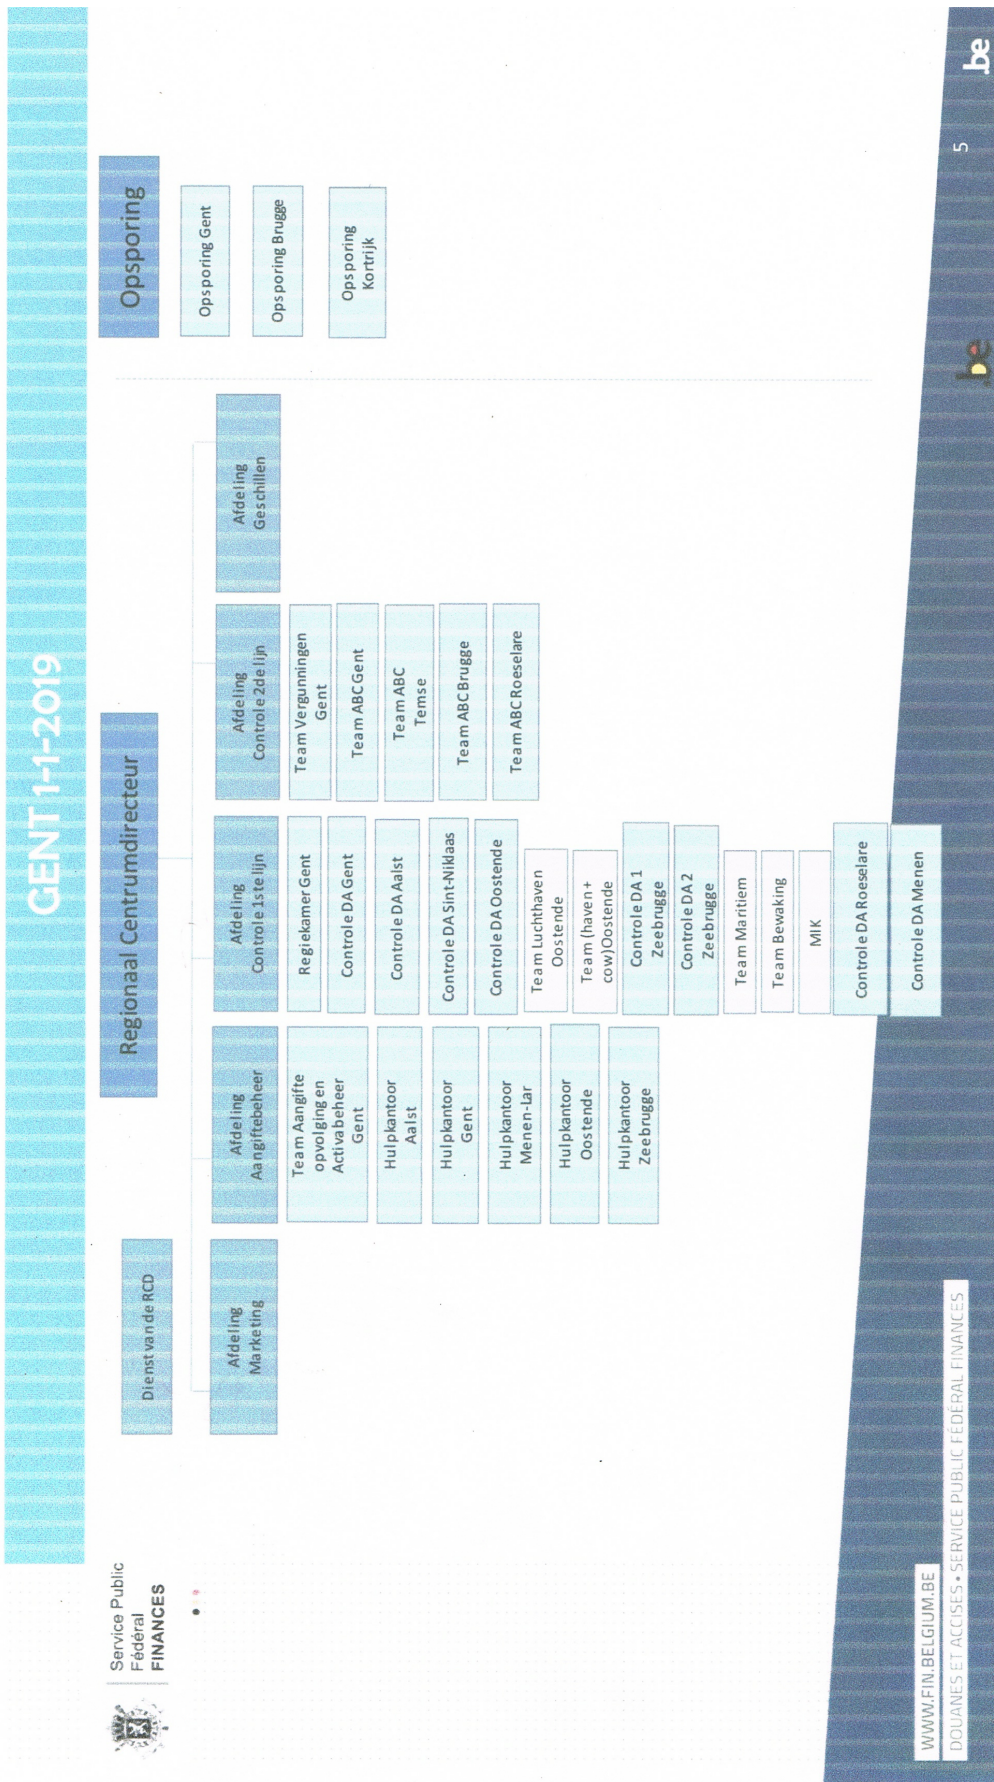 GENT 1-1-2019
Service Public
Fédéral
FINANCES
Dienst van de RCD
Regionaal Centrumdirecteur
Opsporing
Afdeling
Marketing
Afdeling
Aangiftebeheer
Team Aangifte
opvolging en
Activabeheer
Gent
Hulpkantoor
Aalst
Hulpkantoor
Gent
Hulpkantoor
Menen-Lar
Hulpkantoor
Oostende
Hulpkantoor
Zeebrugge
Afdeling
Controle 1ste lijn
Regiekamer Gent
Controle DA Gent
Controle DA Aalst
Controle DA Sint-Niklaas
Controle DA Oostende
Team Luchthaven
Oostende
Team (haven +
cow)Oostende
Controle DA 1
Zeebrugge
Controle DA 2
Zeebrugge
Team Maritiem
Team Bewaking
MIK
Controle DA Roeselare
Controle DA Menen
Afdeling
Controle 2de lijn
Team Vergunningen
Gent
Team ABC Gent
Team ABC
Temse
Team ABC Brugge
Team ABC Roeselare
Afdeling
Geschillen
Opsporing Gent
Opsporing Brugge
Opsporing
Kortrijk
WWW.FIN.BELGIUM.BE
DOUANES ET ACCISES • SERVICE PUBLIC FÉDÉRAL FINANCES
.be
5
.be